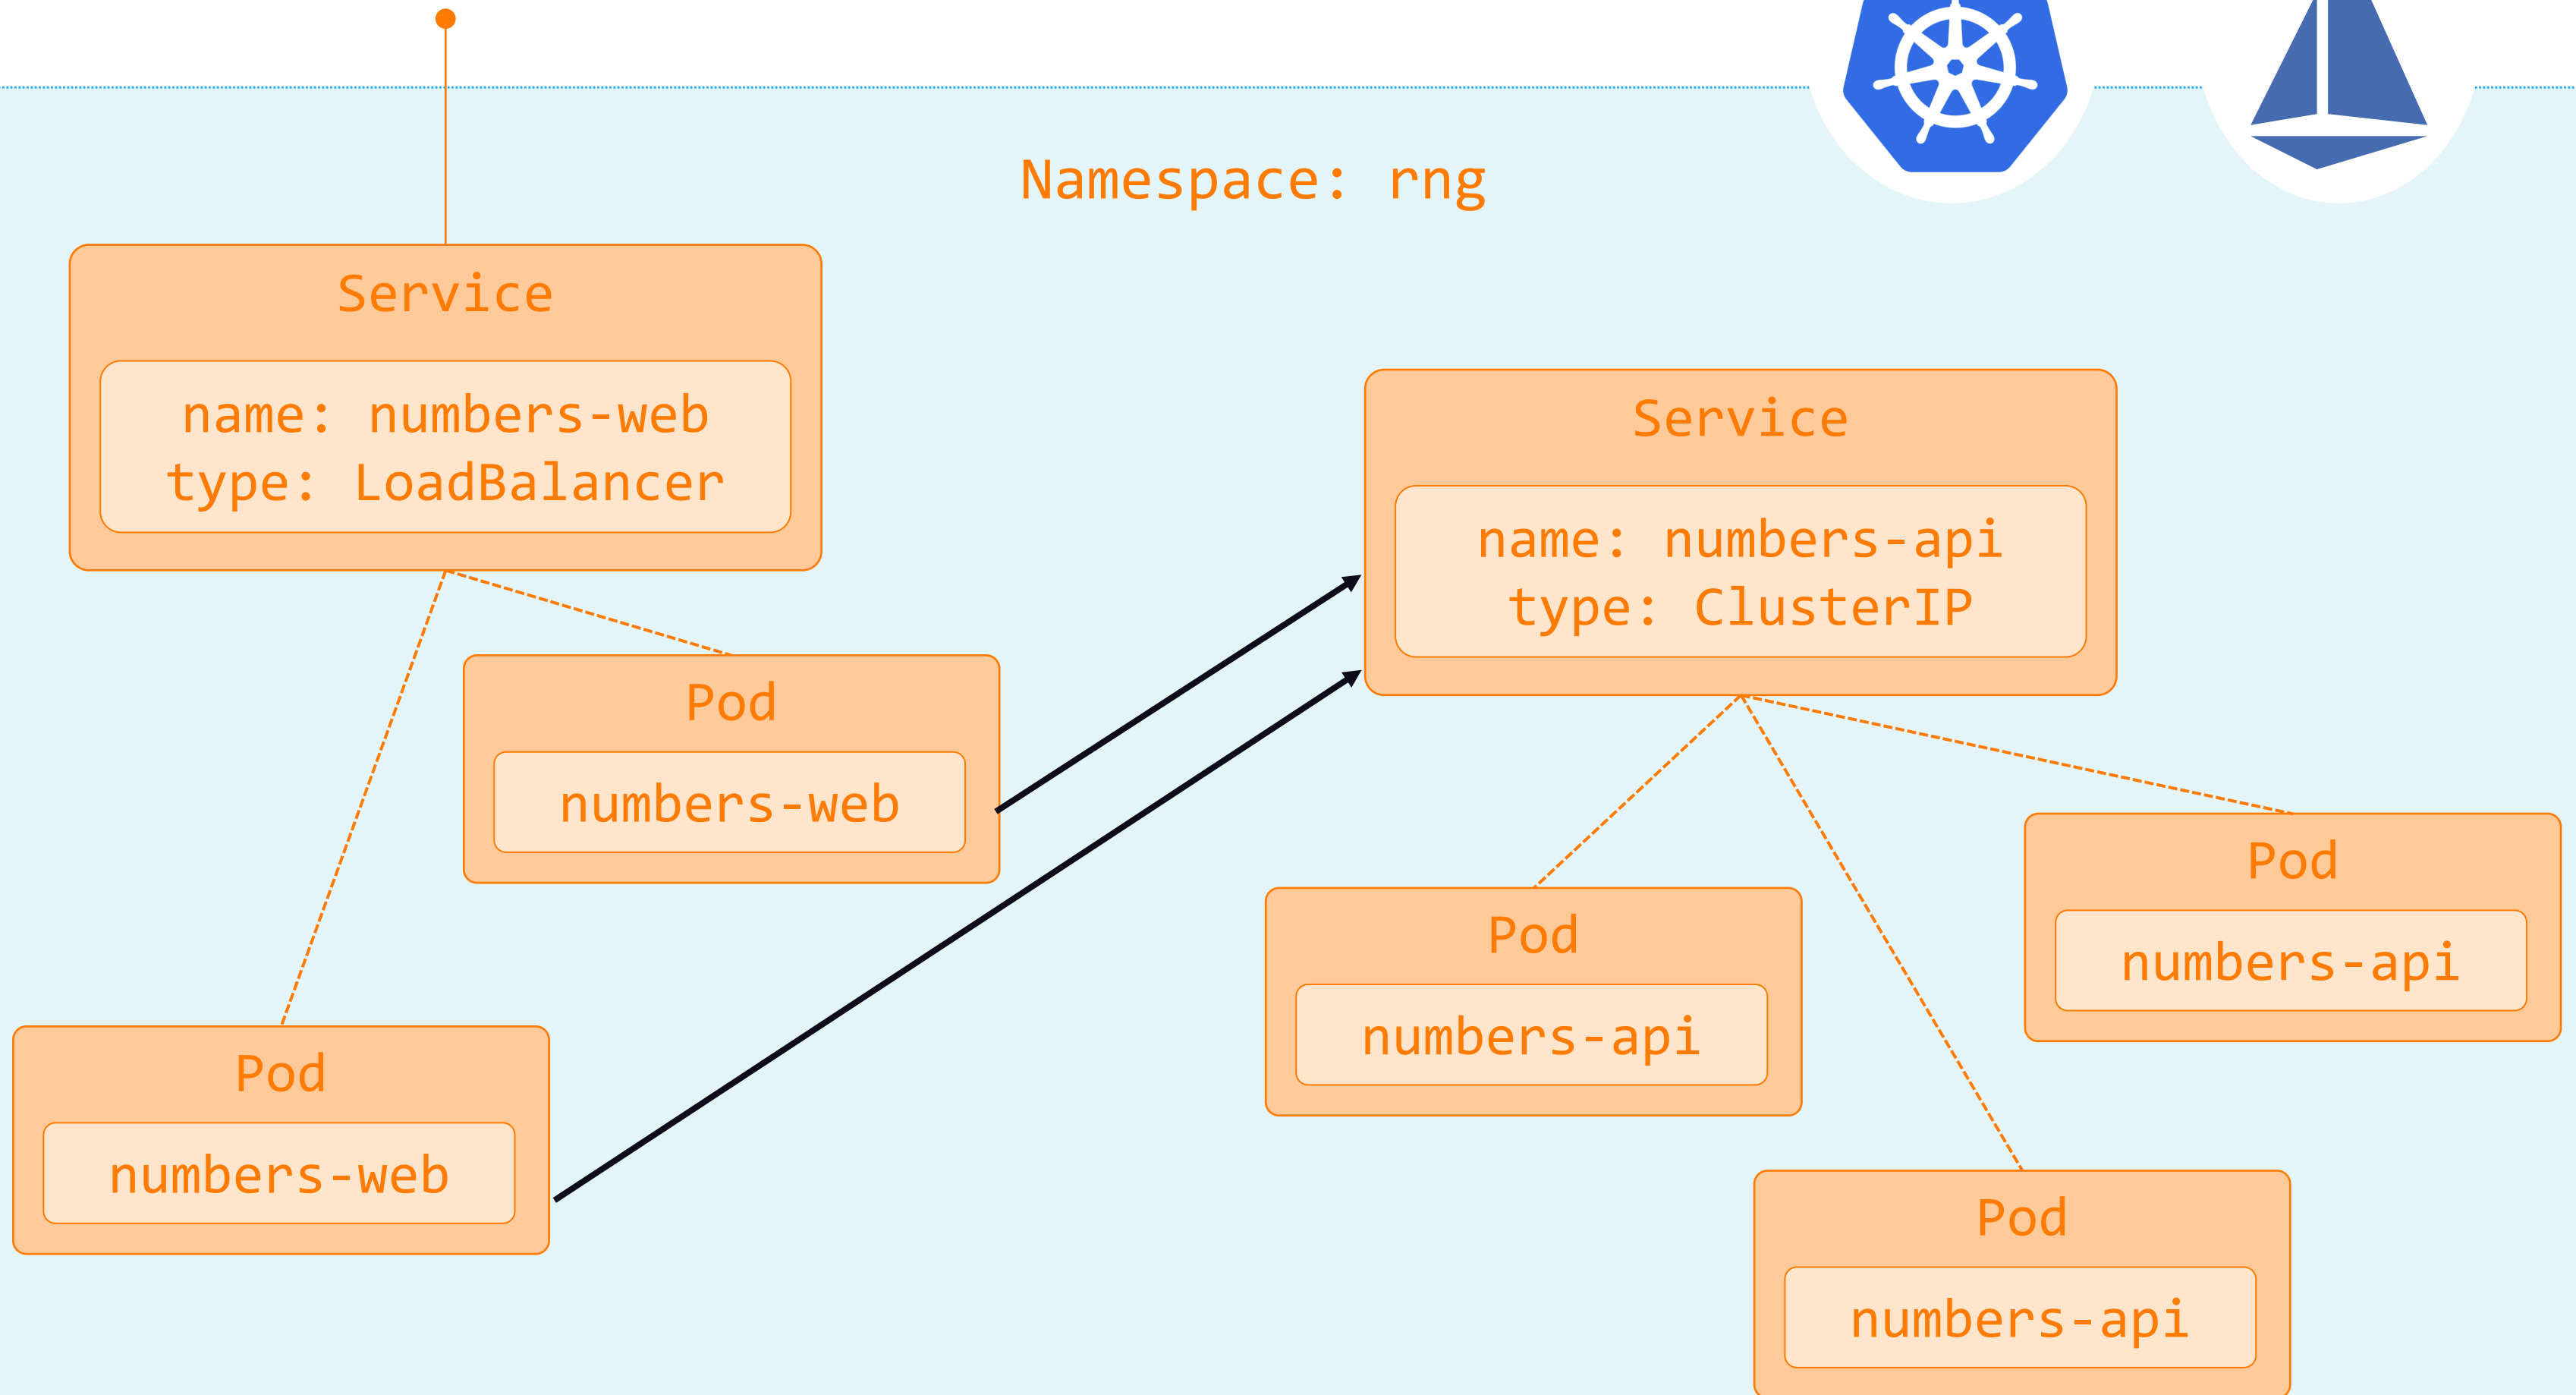 Namespace: rng
Service
name: numbers-web
type: LoadBalancer
Service
name: numbers-api
type: ClusterIP
Pod
numbers-web
Pod
numbers-api
Pod
numbers-api
Pod
numbers-web
Pod
numbers-api